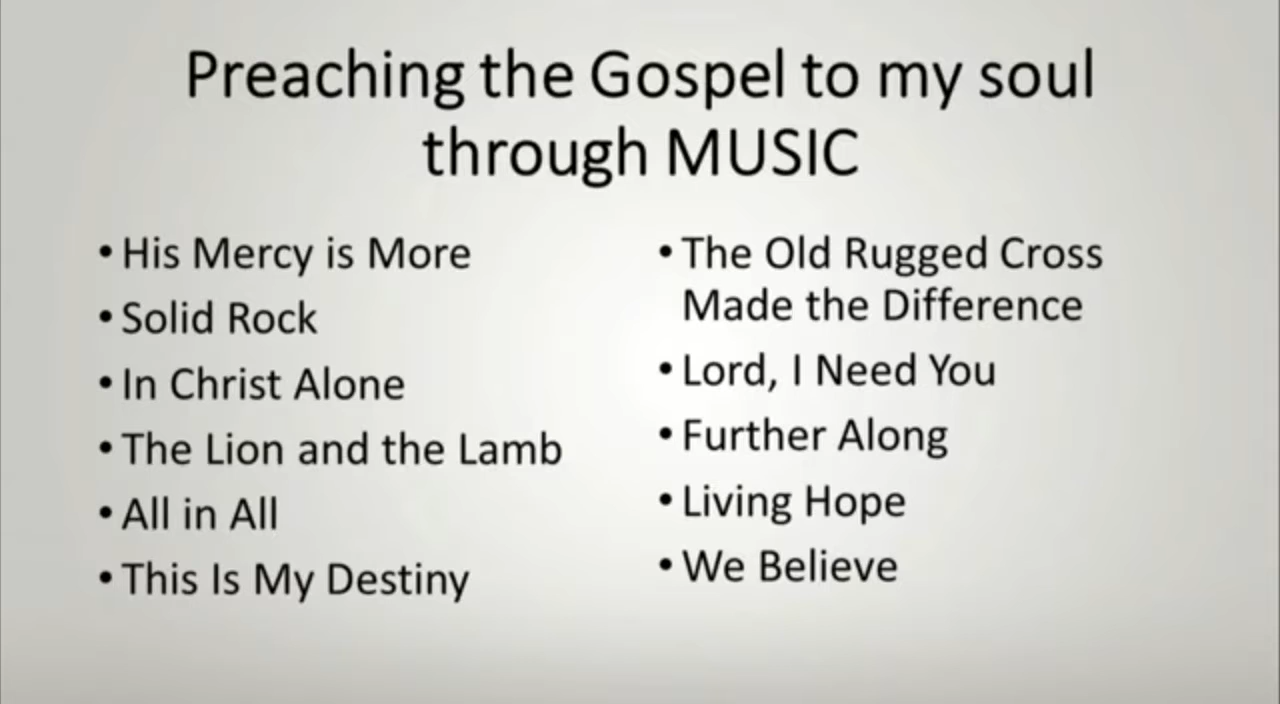 Preaching the Gospel to my soul
through MUSIC
• His Mercy is More
• Solid Rock
• In Christ Alone
• The Lion and the Lamb
• All in All
• This Is My Destiny
• The Old Rugged Cross
Made the Difference
• Lord, I Need You
• Further Along
• Living Hope
• We Believe